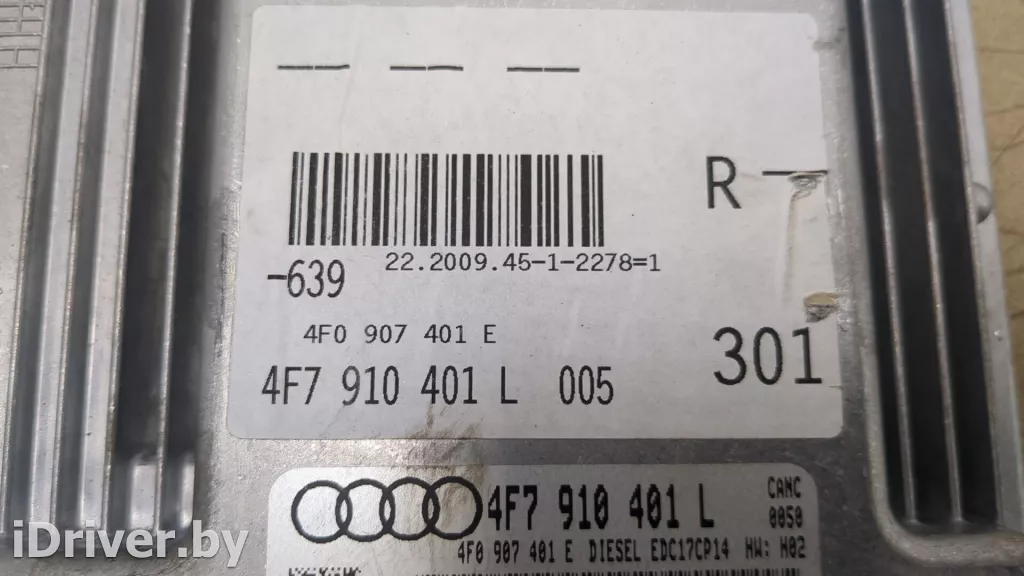 R -
22.2009.45-1-2278=1
-639
4F0 907 401 E
301
4F7 910 401 L 005
4F7 910 401 L
CANC
0050
4F0 907 401 E DIESEL EDC17CP14 HW: H02
iDriver.by